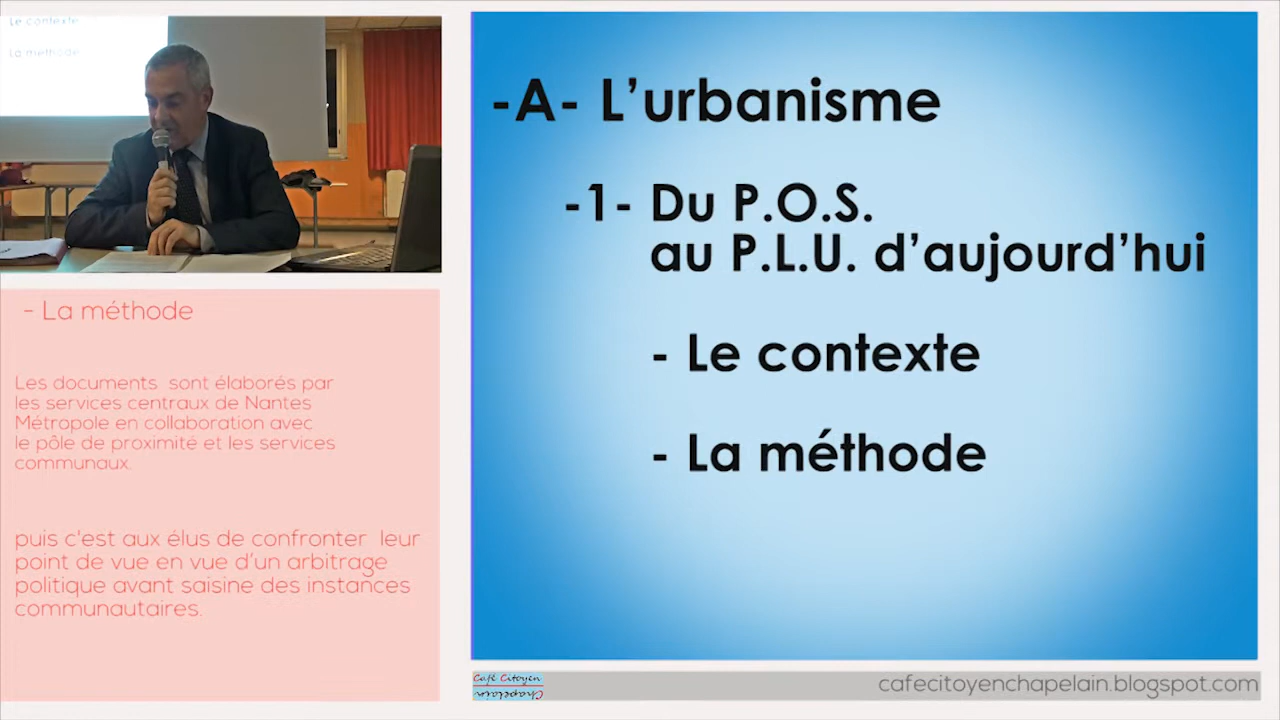 Le contexte
La méthode
- La méthode
Les documents sont élaborés par
les services centraux de Nantes
Métropole en collaboration avec
le pôle de proximité et les services
communaux.
puis c'est aux élus de confronter leur
point de vue en vue d'un arbitrage
politique avant saisine des instances
communautaires.
-A- L'urbanisme
-1- Du P.O.S.
au P.L.U. d'aujourd'hui
- Le contexte
- La méthode
Café Citoyen
Chapelain
cafecitoyenchapelain.blogspot.com